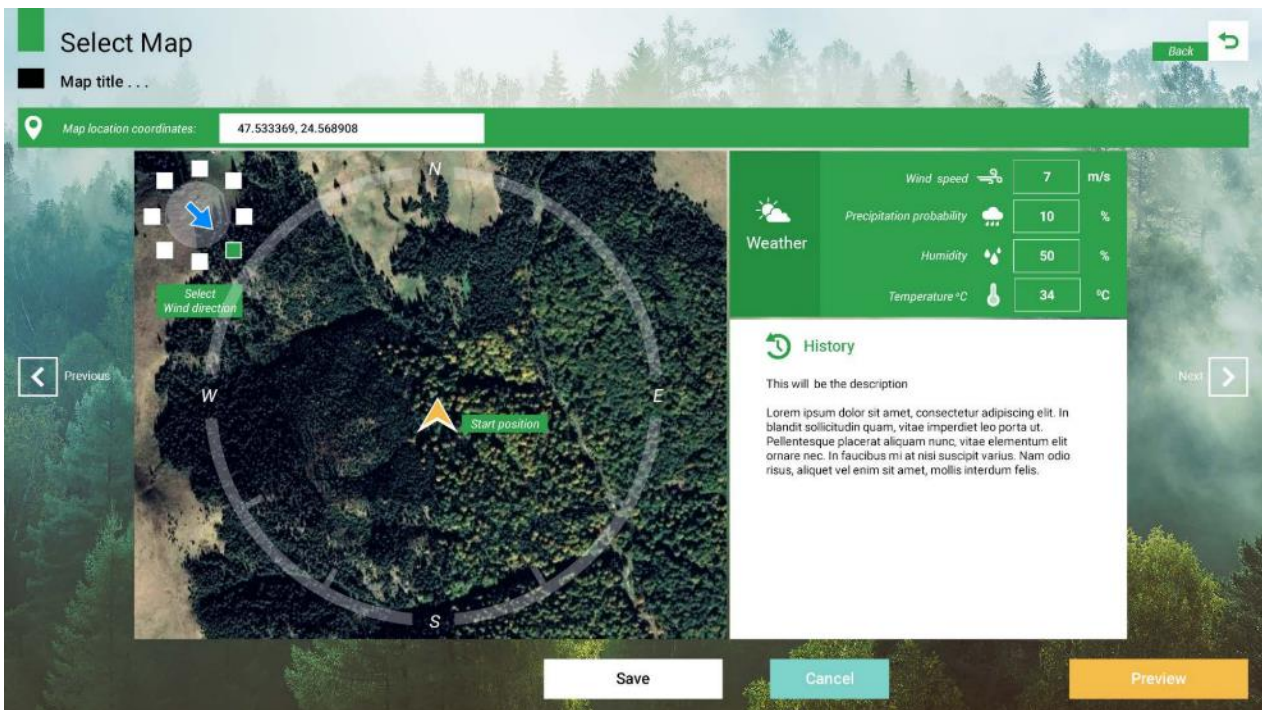 Select Map
Back
Map title . . .
Map location coordinates:
47.533369, 24.568908
N
W
E
S
Select
Wind direction
Start position
Weather
Wind speed
7
m/s
Precipitation probability
10
%
Humidity
50
%
Temperature °C
34
°C
History
This will be the description
Lorem ipsum dolor sit amet, consectetur adipiscing elit. In
blandit sollicitudin quam, vitae imperdiet leo porta ut.
Pellentesque placerat aliquam nunc, vitae elementum elit
ornare nec. In faucibus mi at nisi suscipit varius. Nam odio
risus, aliquet vel enim sit amet, mollis interdum felis.
Previous
Next
Save
Cancel
Preview